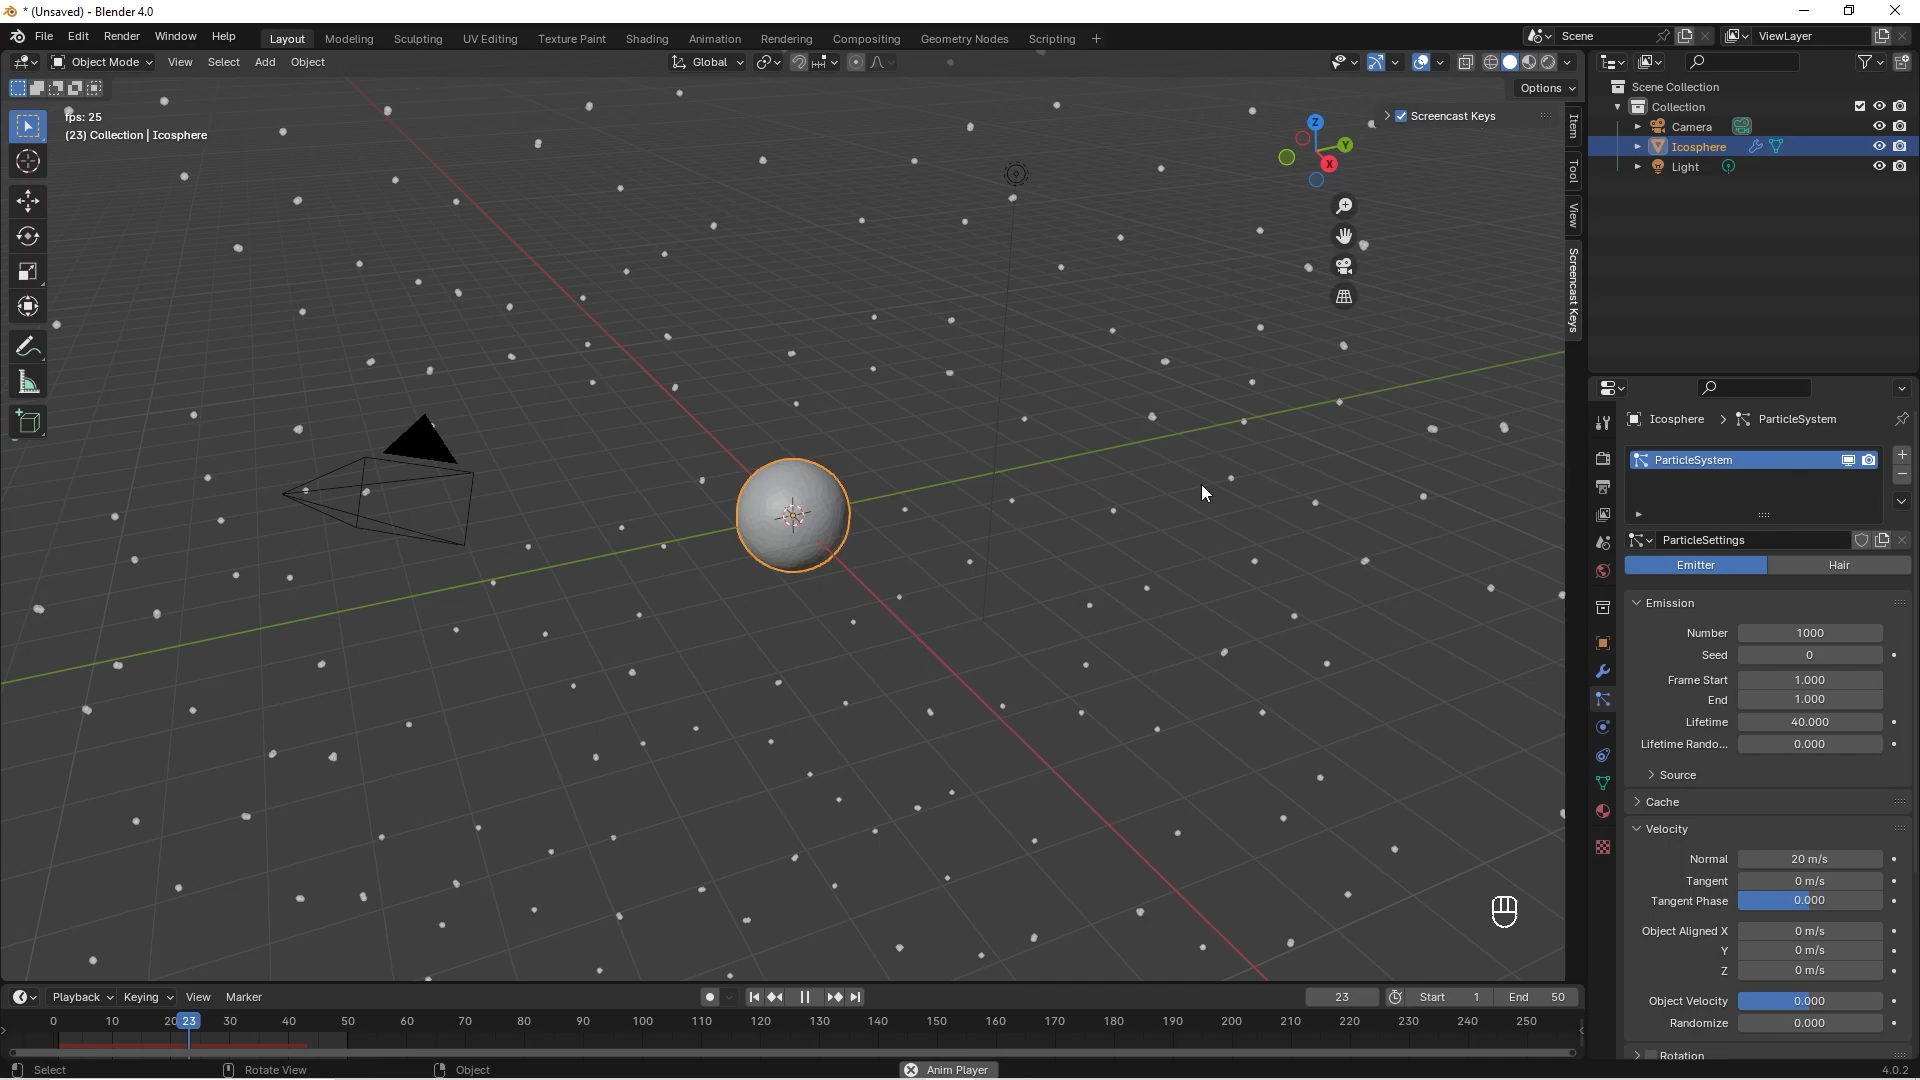 * (Unsaved) - Blender 4.0
File Edit Render Window Help
Layout Modeling Sculpting UV Editing Texture Paint Shading Animation Rendering Compositing Geometry Nodes Scripting +
Scene
ViewLayer
Object Mode View Select Add Object
Global
Options
fps: 25
(23) Collection | Icosphere
Screencast Keys
Z
Y
X
Item
Tool
View
Screencast Keys
Scene Collection
Collection
Camera
Icosphere
Light
Icosphere > ParticleSystem
ParticleSystem
ParticleSettings
Emitter Hair
Emission
Number 1000
Seed 0
Frame Start 1.000
End 1.000
Lifetime 40.000
Lifetime Rando... 0.000
Source
Cache
Velocity
Normal 20 m/s
Tangent 0 m/s
Tangent Phase 0.000
Object Aligned X 0 m/s
Y 0 m/s
Z 0 m/s
Object Velocity 0.000
Randomize 0.000
Rotation
Playback Keying View Marker
23 Start 1 End 50
0 10 20 23 30 40 50 60 70 80 90 100 110 120 130 140 150 160 170 180 190 200 210 220 230 240 250
Select Rotate View Object Anim Player 4.0.2